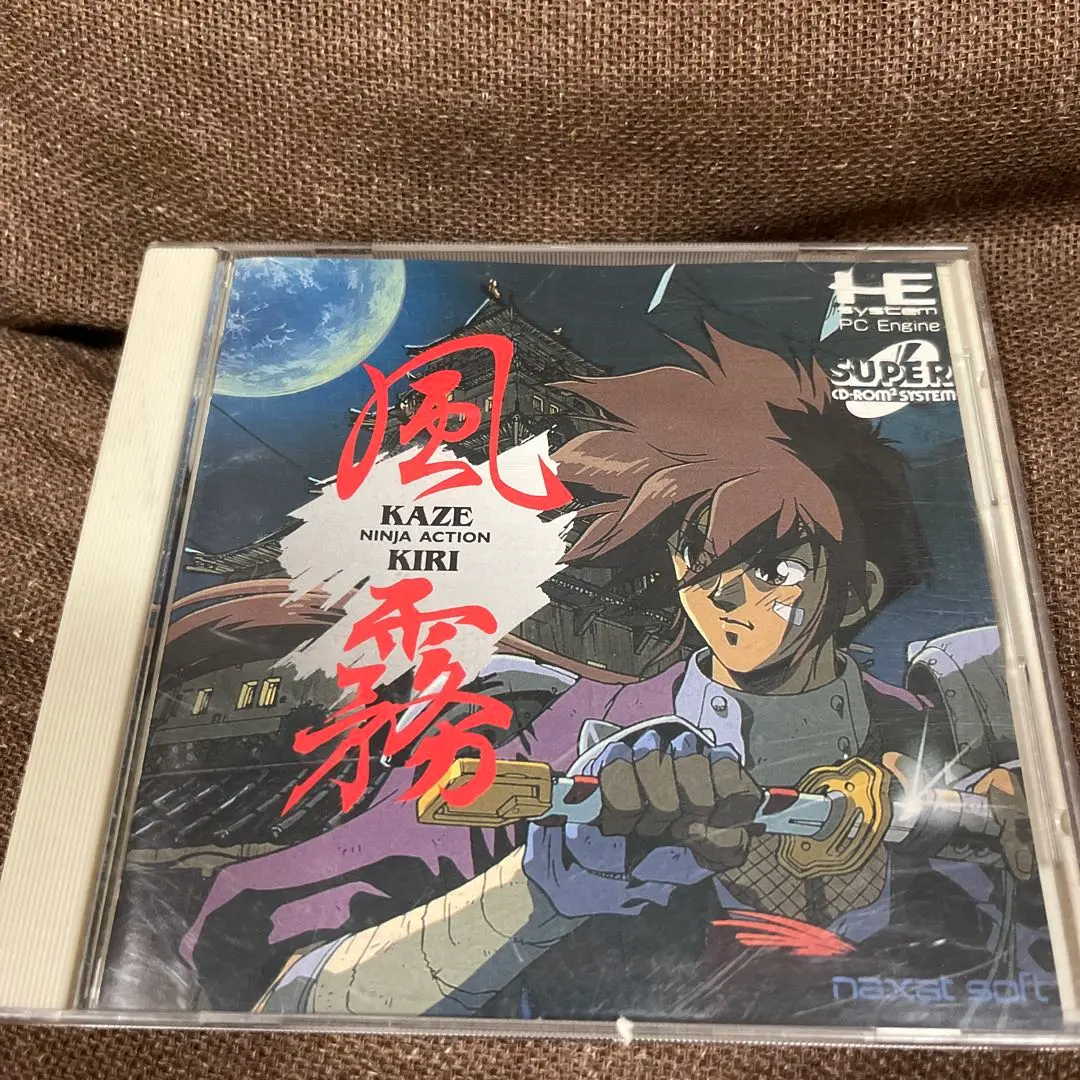 風
KAZE
NINJA ACTION
KIRI
霧
HE
system
PC Engine
SUPER
CD-ROM² SYSTEM
naxat soft